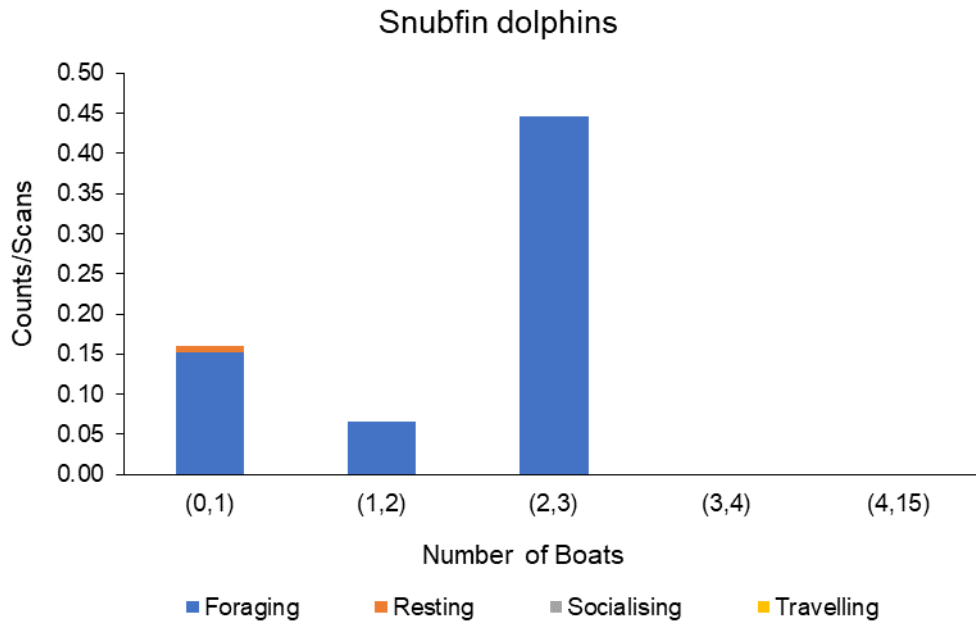 Snubfin dolphins
Counts/Scans
0.50
0.45
0.40
0.35
0.30
0.25
0.20
0.15
0.10
0.05
0.00
(0,1) (1,2) (2,3) (3,4) (4,15)
Number of Boats
Foraging Resting Socialising Travelling